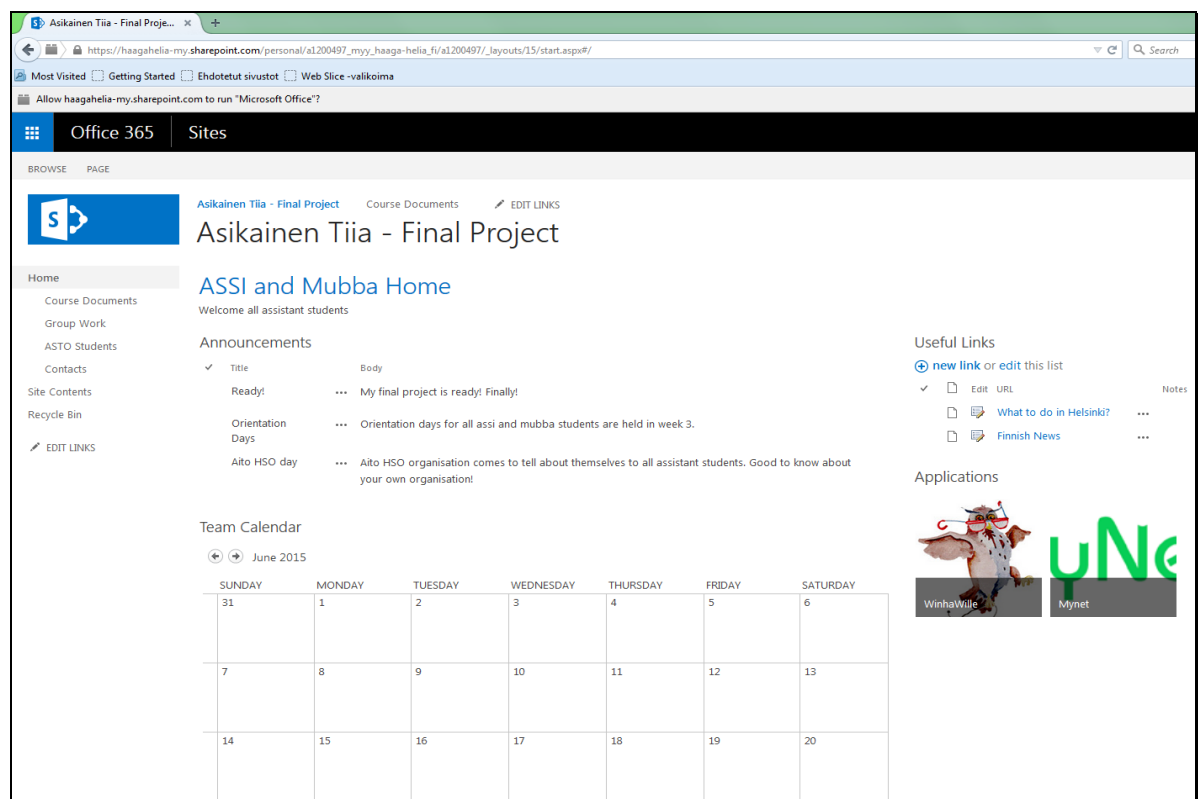 Asikainen Tiia - Final Proje... × +
https://haagahelia-my.sharepoint.com/personal/a1200497_myy_haaga-helia_fi/a1200497/_layouts/15/start.aspx#/
Search
Most Visited Getting Started Ehdotetut sivustot Web Slice -valikoima
Allow haagahelia-my.sharepoint.com to run "Microsoft Office"?
Office 365 Sites
BROWSE PAGE
S
Asikainen Tiia - Final Project Course Documents EDIT LINKS
Asikainen Tiia - Final Project
Home
Course Documents
Group Work
ASTO Students
Contacts
Site Contents
Recycle Bin
EDIT LINKS
ASSI and Mubba Home
Welcome all assistant students
Announcements
Title Body
Ready! ... My final project is ready! Finally!
Orientation Days ... Orientation days for all assi and mubba students are held in week 3.
Aito HSO day ... Aito HSO organisation comes to tell about themselves to all assistant students. Good to know about
your own organisation!
Team Calendar
June 2015
SUNDAY MONDAY TUESDAY WEDNESDAY THURSDAY FRIDAY SATURDAY
31 1 2 3 4 5 6
7 8 9 10 11 12 13
14 15 16 17 18 19 20
Useful Links
new link or edit this list
Edit URL Notes
What to do in Helsinki? ...
Finnish News ...
Applications
WinhaWille
yNe
Mynet